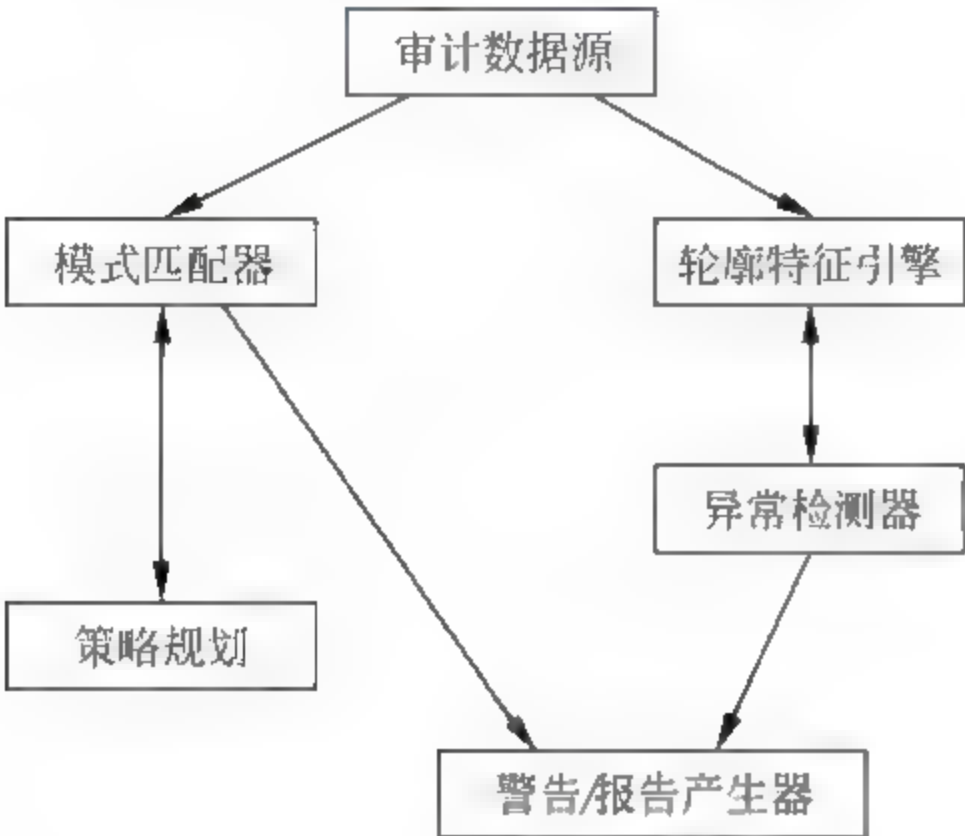 审计数据源
模式匹配器
轮廓特征引擎
异常检测器
策略规划
警告/报告产生器